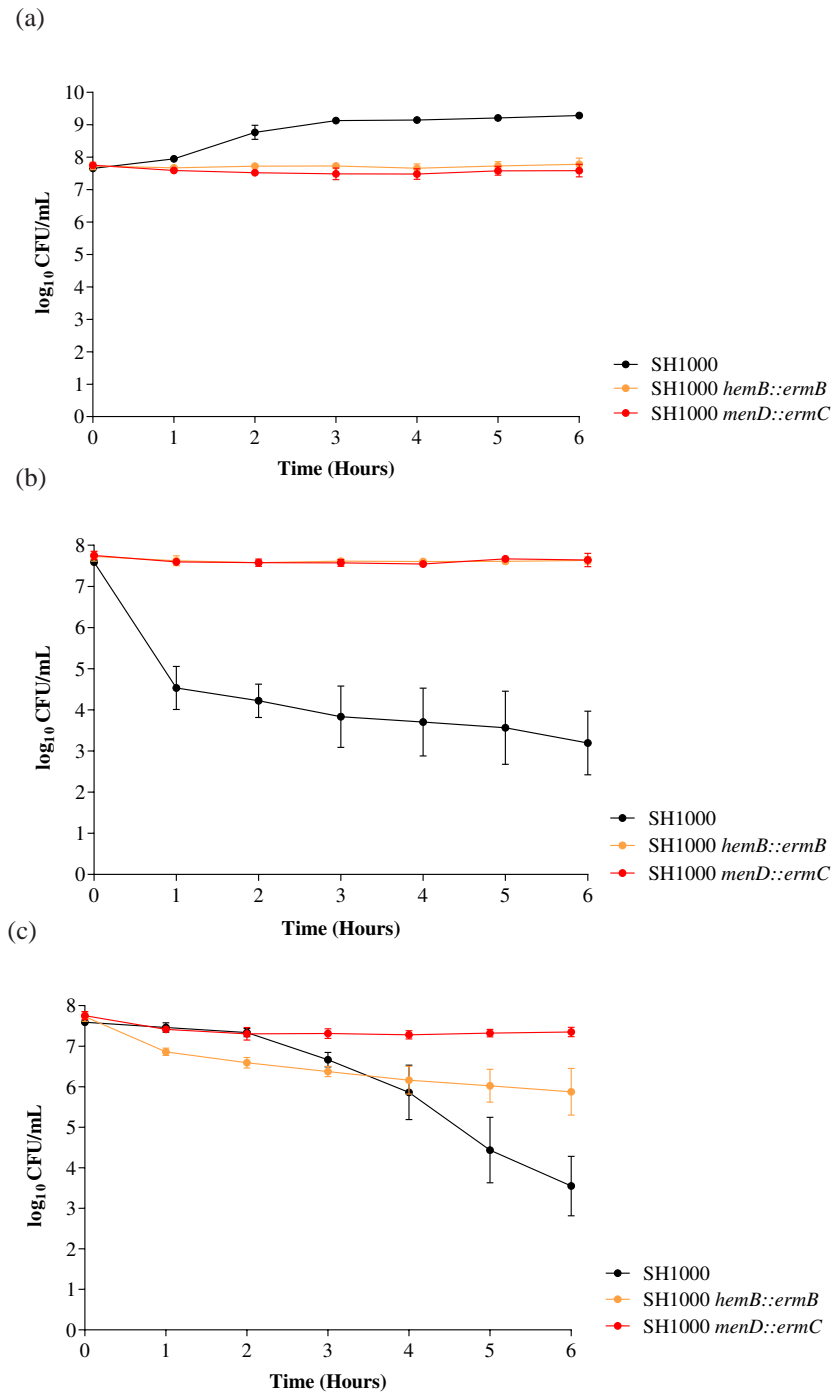 (a)
10
9
8
7
6
5
4
3
2
1
0
log10 CFU/mL
0 1 2 3 4 5 6
Time (Hours)
SH1000
SH1000 hemB::ermB
SH1000 menD::ermC
(b)
8
7
6
5
4
3
2
1
0
log10 CFU/mL
0 1 2 3 4 5 6
Time (Hours)
SH1000
SH1000 hemB::ermB
SH1000 menD::ermC
(c)
8
7
6
5
4
3
2
1
0
log10 CFU/mL
0 1 2 3 4 5 6
Time (Hours)
SH1000
SH1000 hemB::ermB
SH1000 menD::ermC